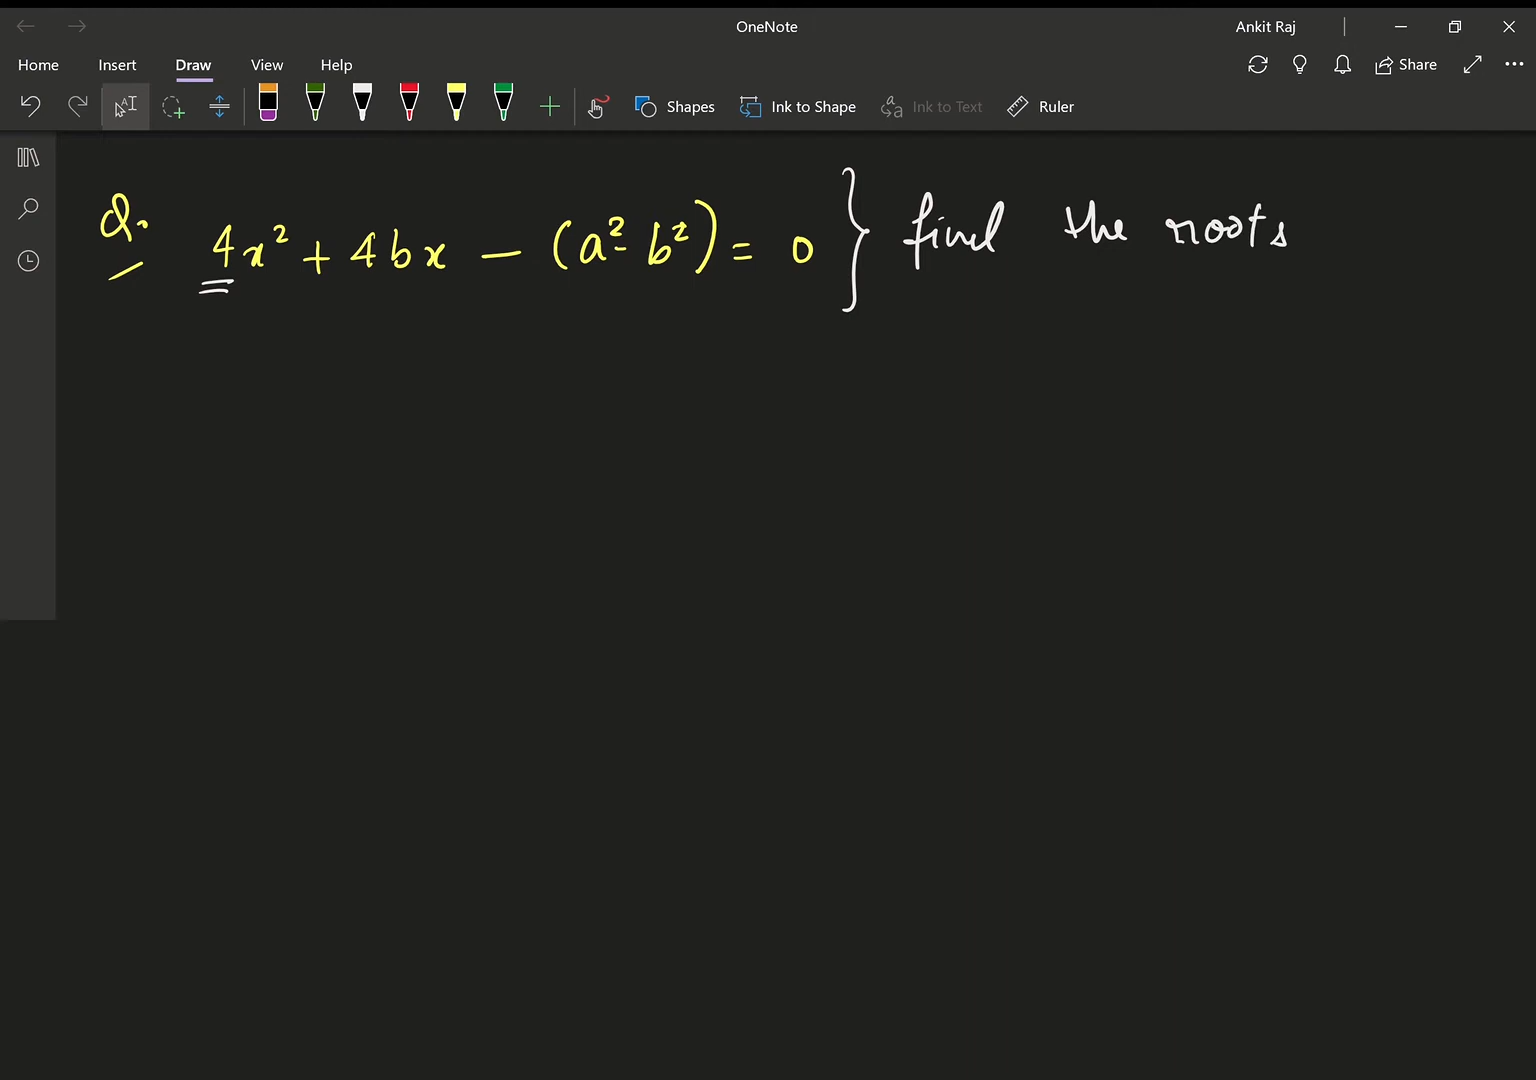 OneNote
Ankit Raj
Home Insert Draw View Help
Share
Shapes Ink to Shape Ink to Text Ruler
Q. 4x² + 4bx - (a² - b²) = 0 } find the roots